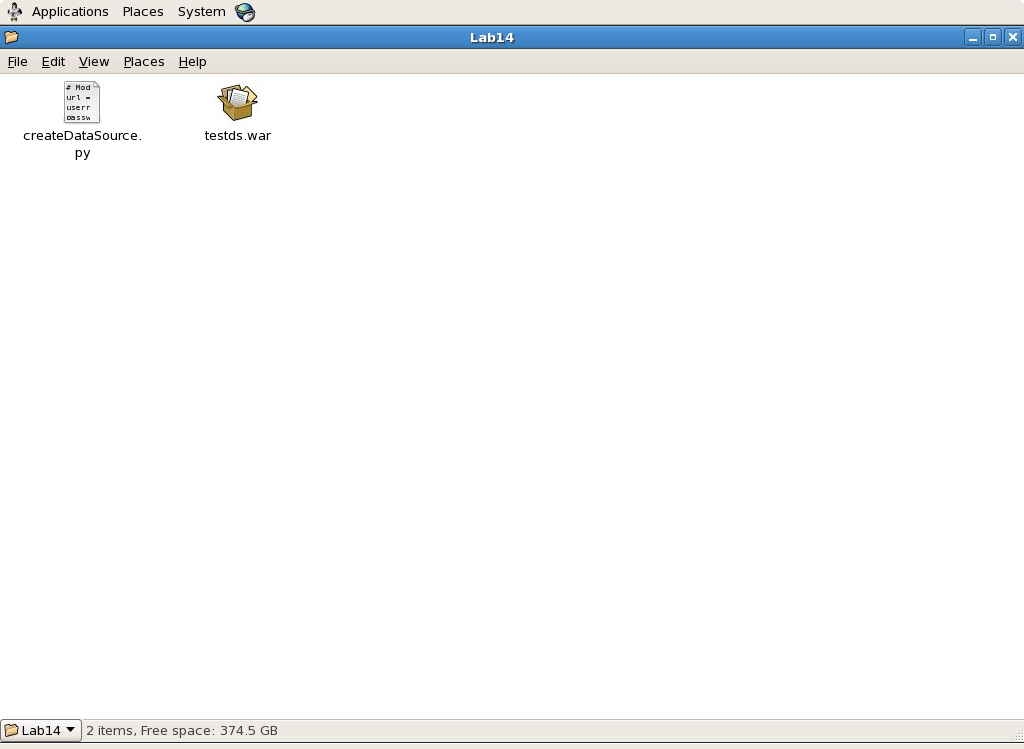 Applications Places System
Lab14
File Edit View Places Help
# Mod
url =
userr
passw
createDataSource.
py
testds.war
Lab14 2 items, Free space: 374.5 GB